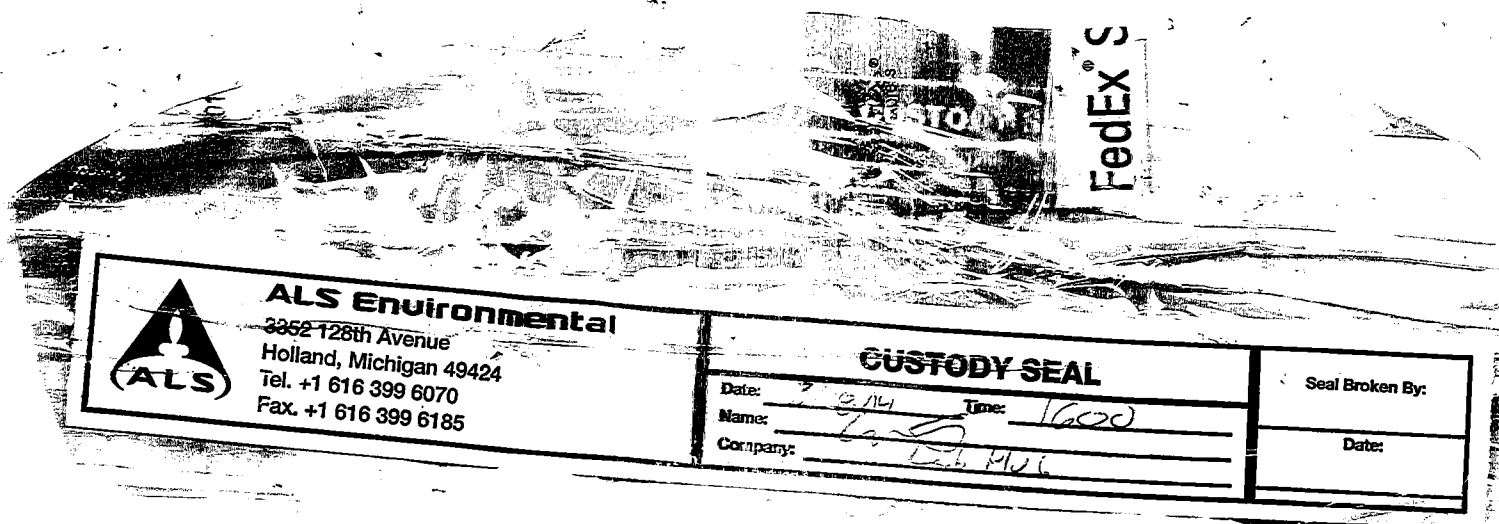 FedEx® S
CUSTODY
ALS Environmental
3352 128th Avenue
Holland, Michigan 49424
Tel. +1 616 399 6070
Fax. +1 616 399 6185
ALS
CUSTODY SEAL
Date: Time: 1600
Name:
Company:
Seal Broken By:
Date: